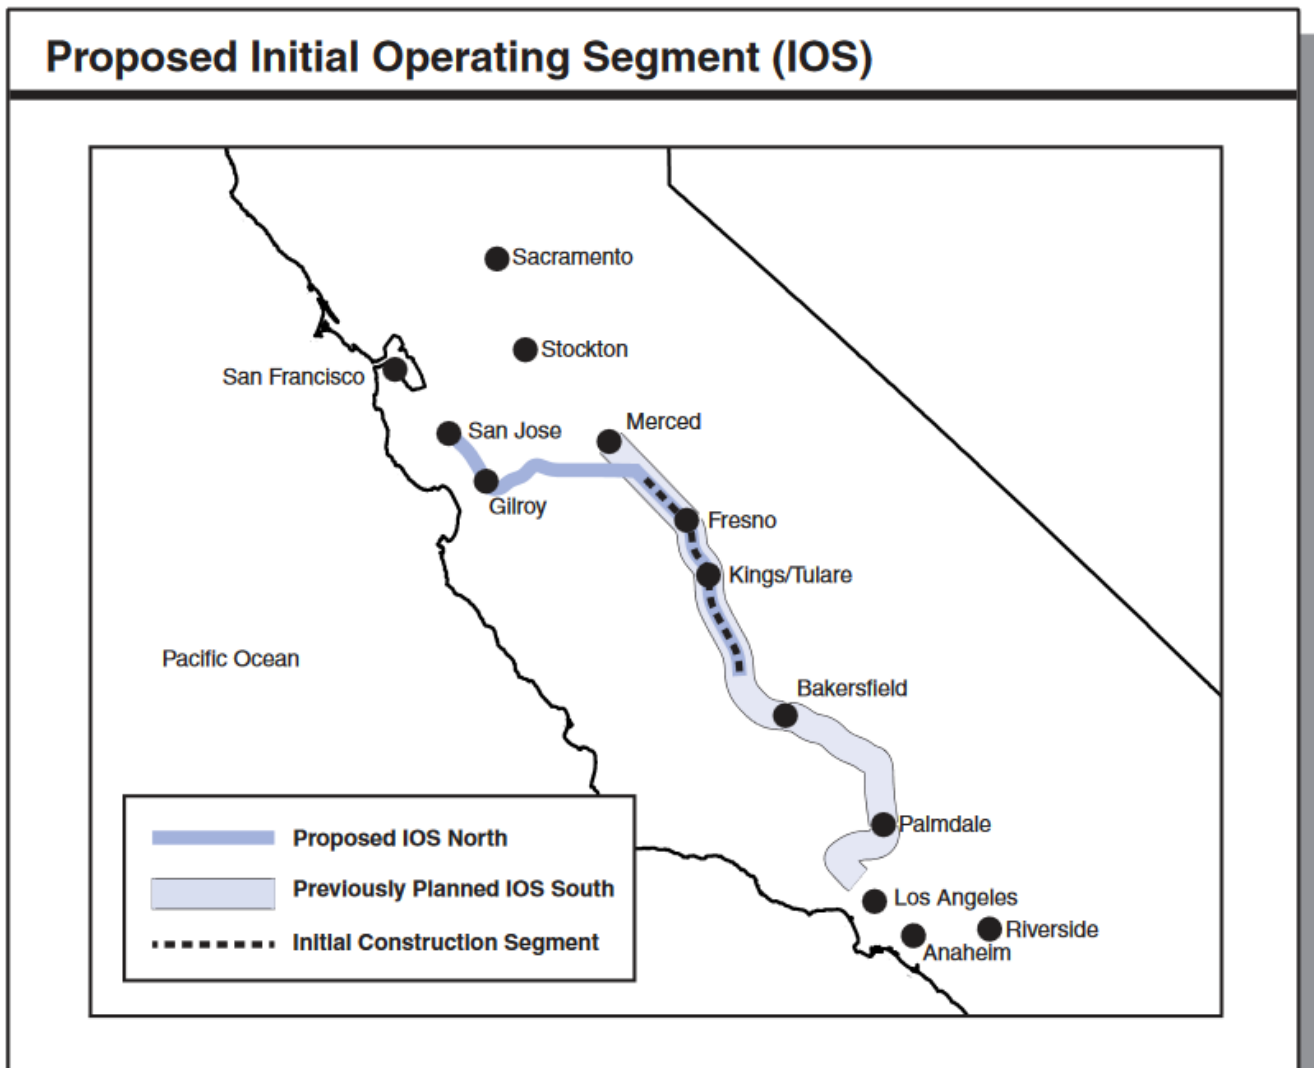 Proposed Initial Operating Segment (IOS)
Sacramento
Stockton
San Francisco
San Jose
Merced
Gilroy
Fresno
Kings/Tulare
Pacific Ocean
Bakersfield
Palmdale
Los Angeles
Riverside
Anaheim
Proposed IOS North
Previously Planned IOS South
Initial Construction Segment